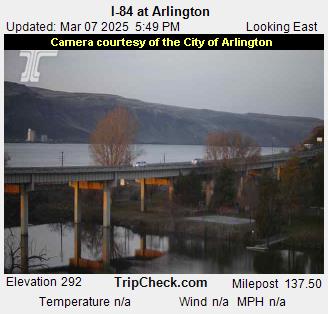 I-84 at Arlington
Updated: Mar 07 2025 5:49 PM Looking East
Camera courtesy of the City of Arlington
Elevation 292 TripCheck.com Milepost 137.50
Temperature n/a Wind n/a MPH n/a